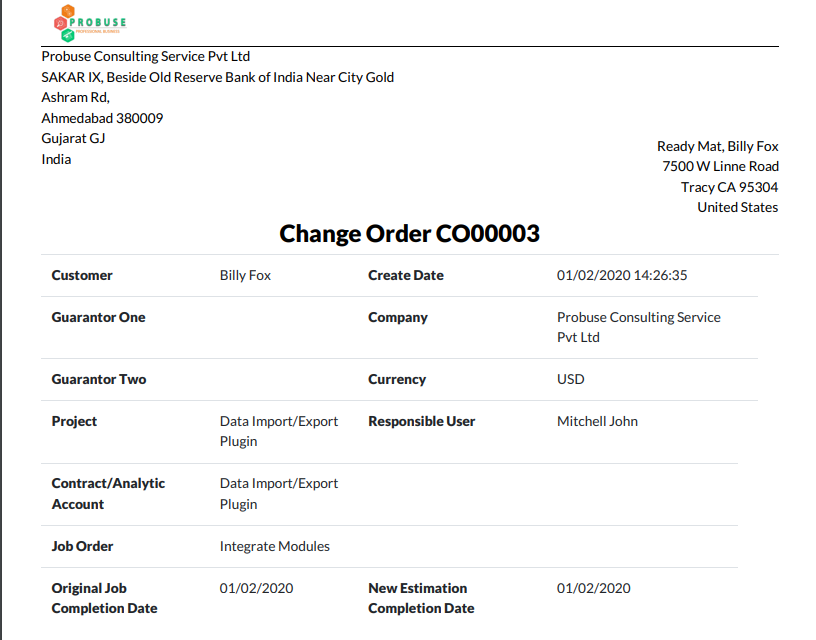 PROBUSE
PROFESSIONAL BUSINESS
Probuse Consulting Service Pvt Ltd
SAKAR IX, Beside Old Reserve Bank of India Near City Gold
Ashram Rd,
Ahmedabad 380009
Gujarat GJ
India
Ready Mat, Billy Fox
7500 W Linne Road
Tracy CA 95304
United States
Change Order CO00003
Customer Billy Fox Create Date 01/02/2020 14:26:35
Guarantor One Company Probuse Consulting Service
Pvt Ltd
Guarantor Two Currency USD
Project Data Import/Export Responsible User Mitchell John
Plugin
Contract/Analytic Data Import/Export
Account Plugin
Job Order Integrate Modules
Original Job 01/02/2020 New Estimation 01/02/2020
Completion Date Completion Date